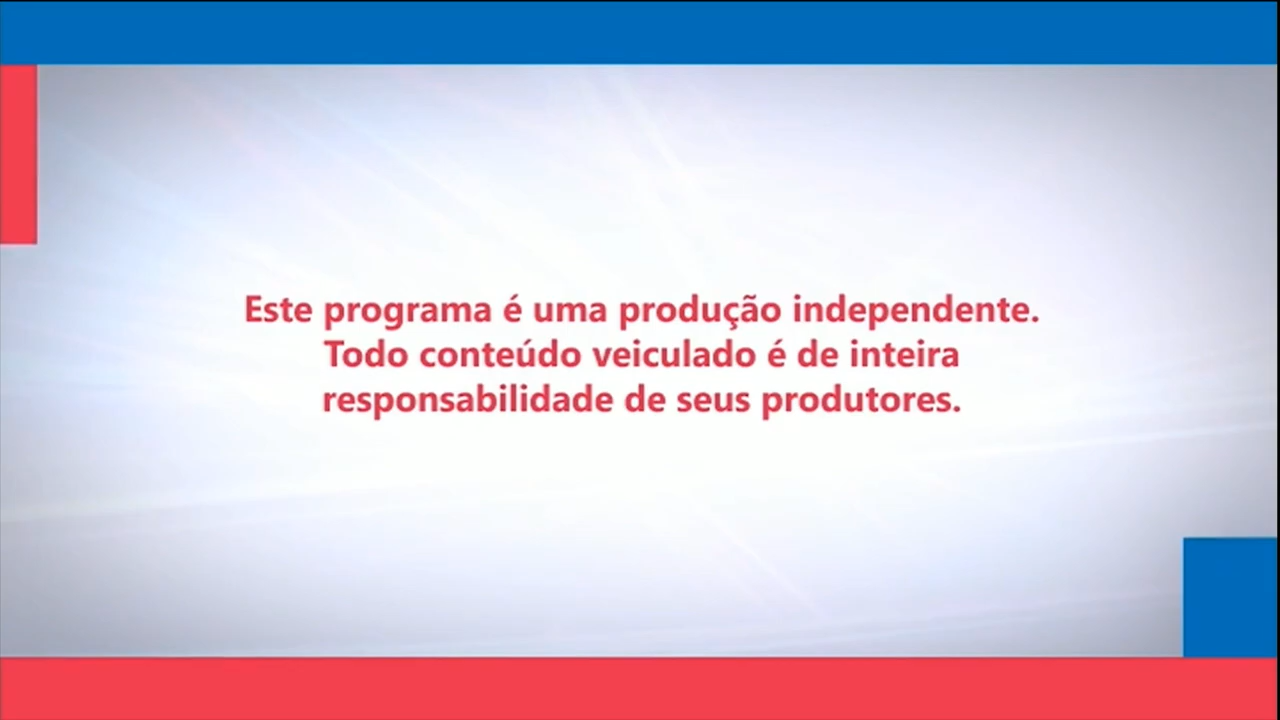 Este programa é uma produção independente.
Todo conteúdo veiculado é de inteira
responsabilidade de seus produtores.